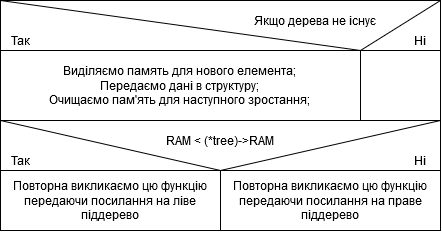 Якщо дерева не існує
Так
Ні
Виділяємо память для нового елемента;
Передаємо дані в структуру;
Очищаємо пам'ять для наступного зростання;
RAM < (*tree)->RAM
Так
Ні
Повторна викликаємо цю функцію
передаючи посилання на ліве
піддерево
Повторна викликаємо цю функцію
передаючи посилання на праве
піддерево